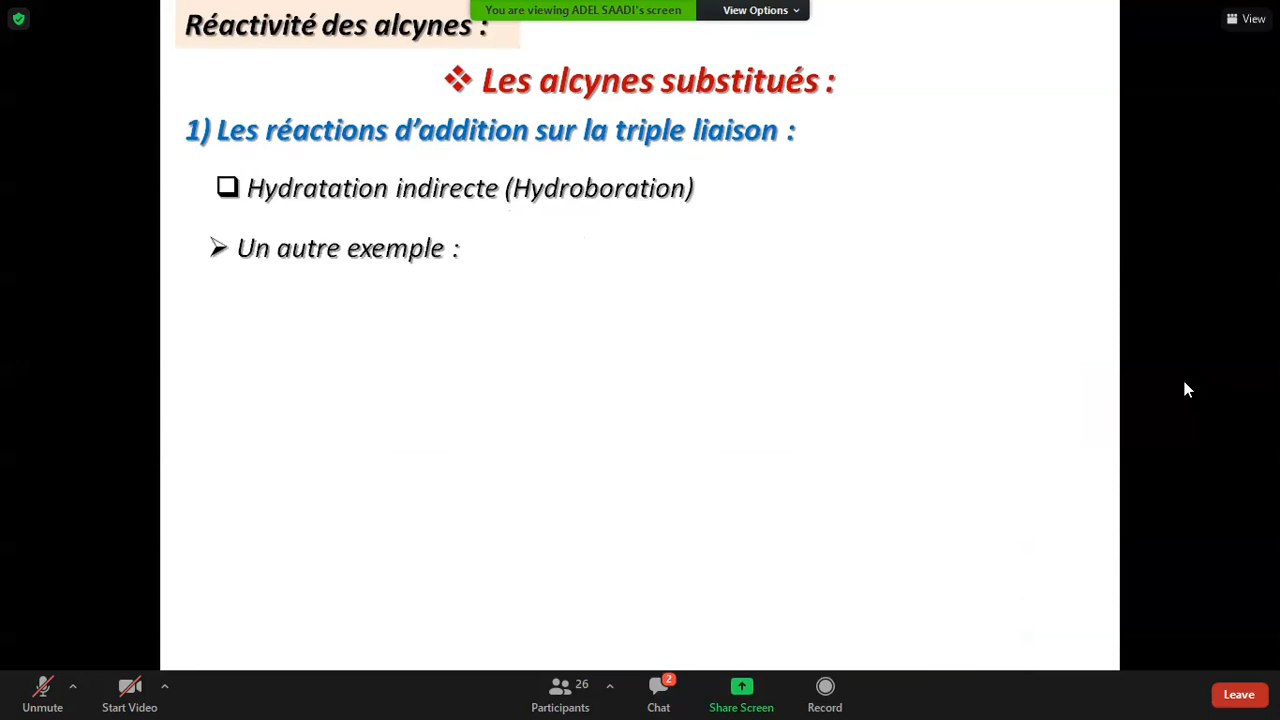 You are viewing ADEL SAADI's screen
View Options
View
Réactivité des alcynes :
❖ Les alcynes substitués :
1) Les réactions d'addition sur la triple liaison :
❑ Hydratation indirecte (Hydroboration)
➢ Un autre exemple :
Unmute
Start Video
26
Participants
2
Chat
Share Screen
Record
Leave